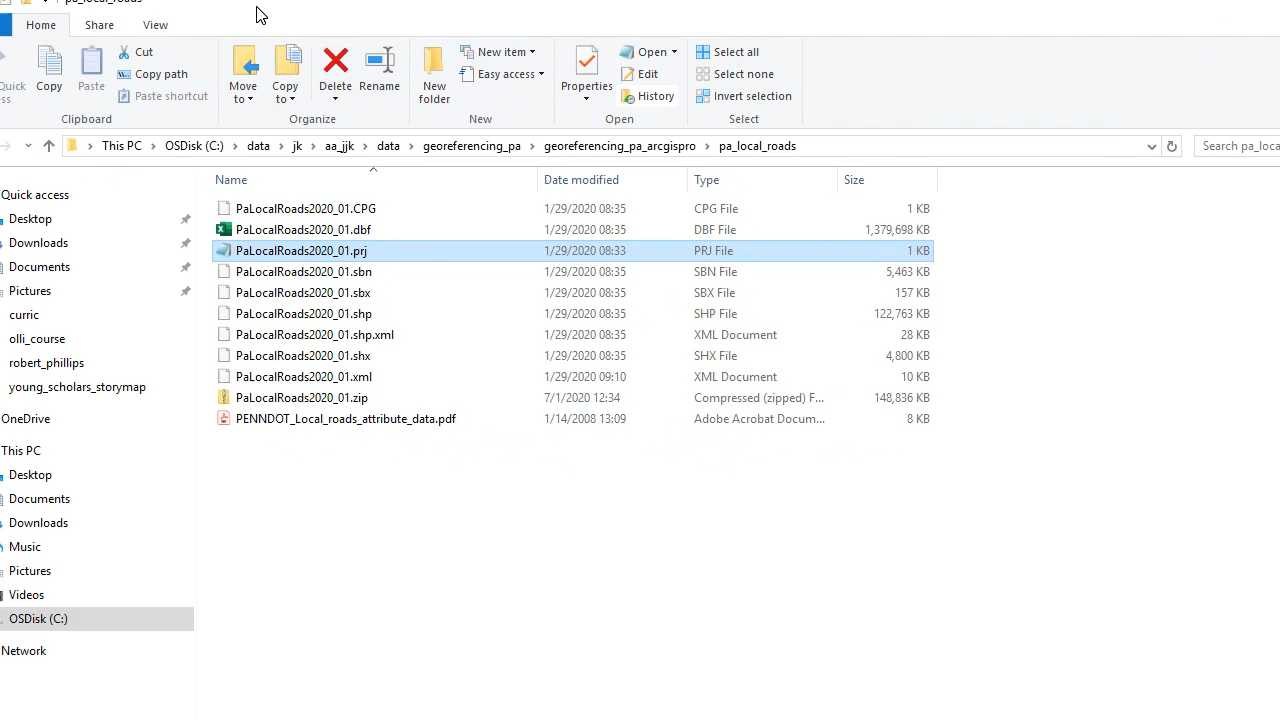 pa_local_roads
Home Share View
Quick
ess
Copy
Paste
Cut
Copy path
Paste shortcut
Clipboard
Move
to
Copy
to
Delete
Rename
Organize
New
folder
New item
Easy access
New
Properties
Open
Edit
History
Open
Select all
Select none
Invert selection
Select
This PC OSDisk (C:) data jk aa_jjk data georeferencing_pa georeferencing_pa_arcgispro pa_local_roads
Search pa_loca
Quick access
Desktop
Downloads
Documents
Pictures
curric
olli_course
robert_phillips
young_scholars_storymap
OneDrive
This PC
Desktop
Documents
Downloads
Music
Pictures
Videos
OSDisk (C:)
Network
Name Date modified Type Size
PaLocalRoads2020_01.CPG 1/29/2020 08:35 CPG File 1 KB
PaLocalRoads2020_01.dbf 1/29/2020 08:35 DBF File 1,379,698 KB
PaLocalRoads2020_01.prj 1/29/2020 08:33 PRJ File 1 KB
PaLocalRoads2020_01.sbn 1/29/2020 08:35 SBN File 5,463 KB
PaLocalRoads2020_01.sbx 1/29/2020 08:35 SBX File 157 KB
PaLocalRoads2020_01.shp 1/29/2020 08:35 SHP File 122,763 KB
PaLocalRoads2020_01.shp.xml 1/29/2020 08:35 XML Document 28 KB
PaLocalRoads2020_01.shx 1/29/2020 08:35 SHX File 4,800 KB
PaLocalRoads2020_01.xml 1/29/2020 09:10 XML Document 10 KB
PaLocalRoads2020_01.zip 7/1/2020 12:34 Compressed (zipped) F... 148,836 KB
PENNDOT_Local_roads_attribute_data.pdf 1/14/2008 13:09 Adobe Acrobat Docum... 8 KB